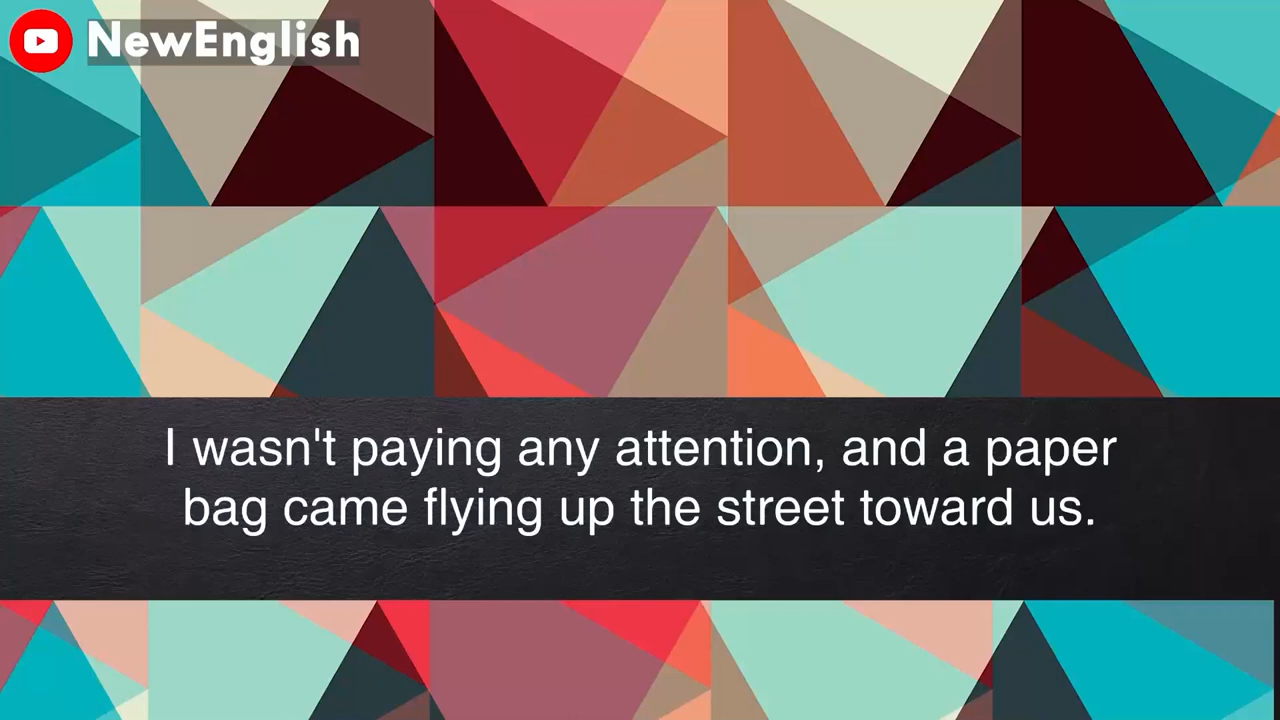 NewEnglish
I wasn't paying any attention, and a paper
bag came flying up the street toward us.